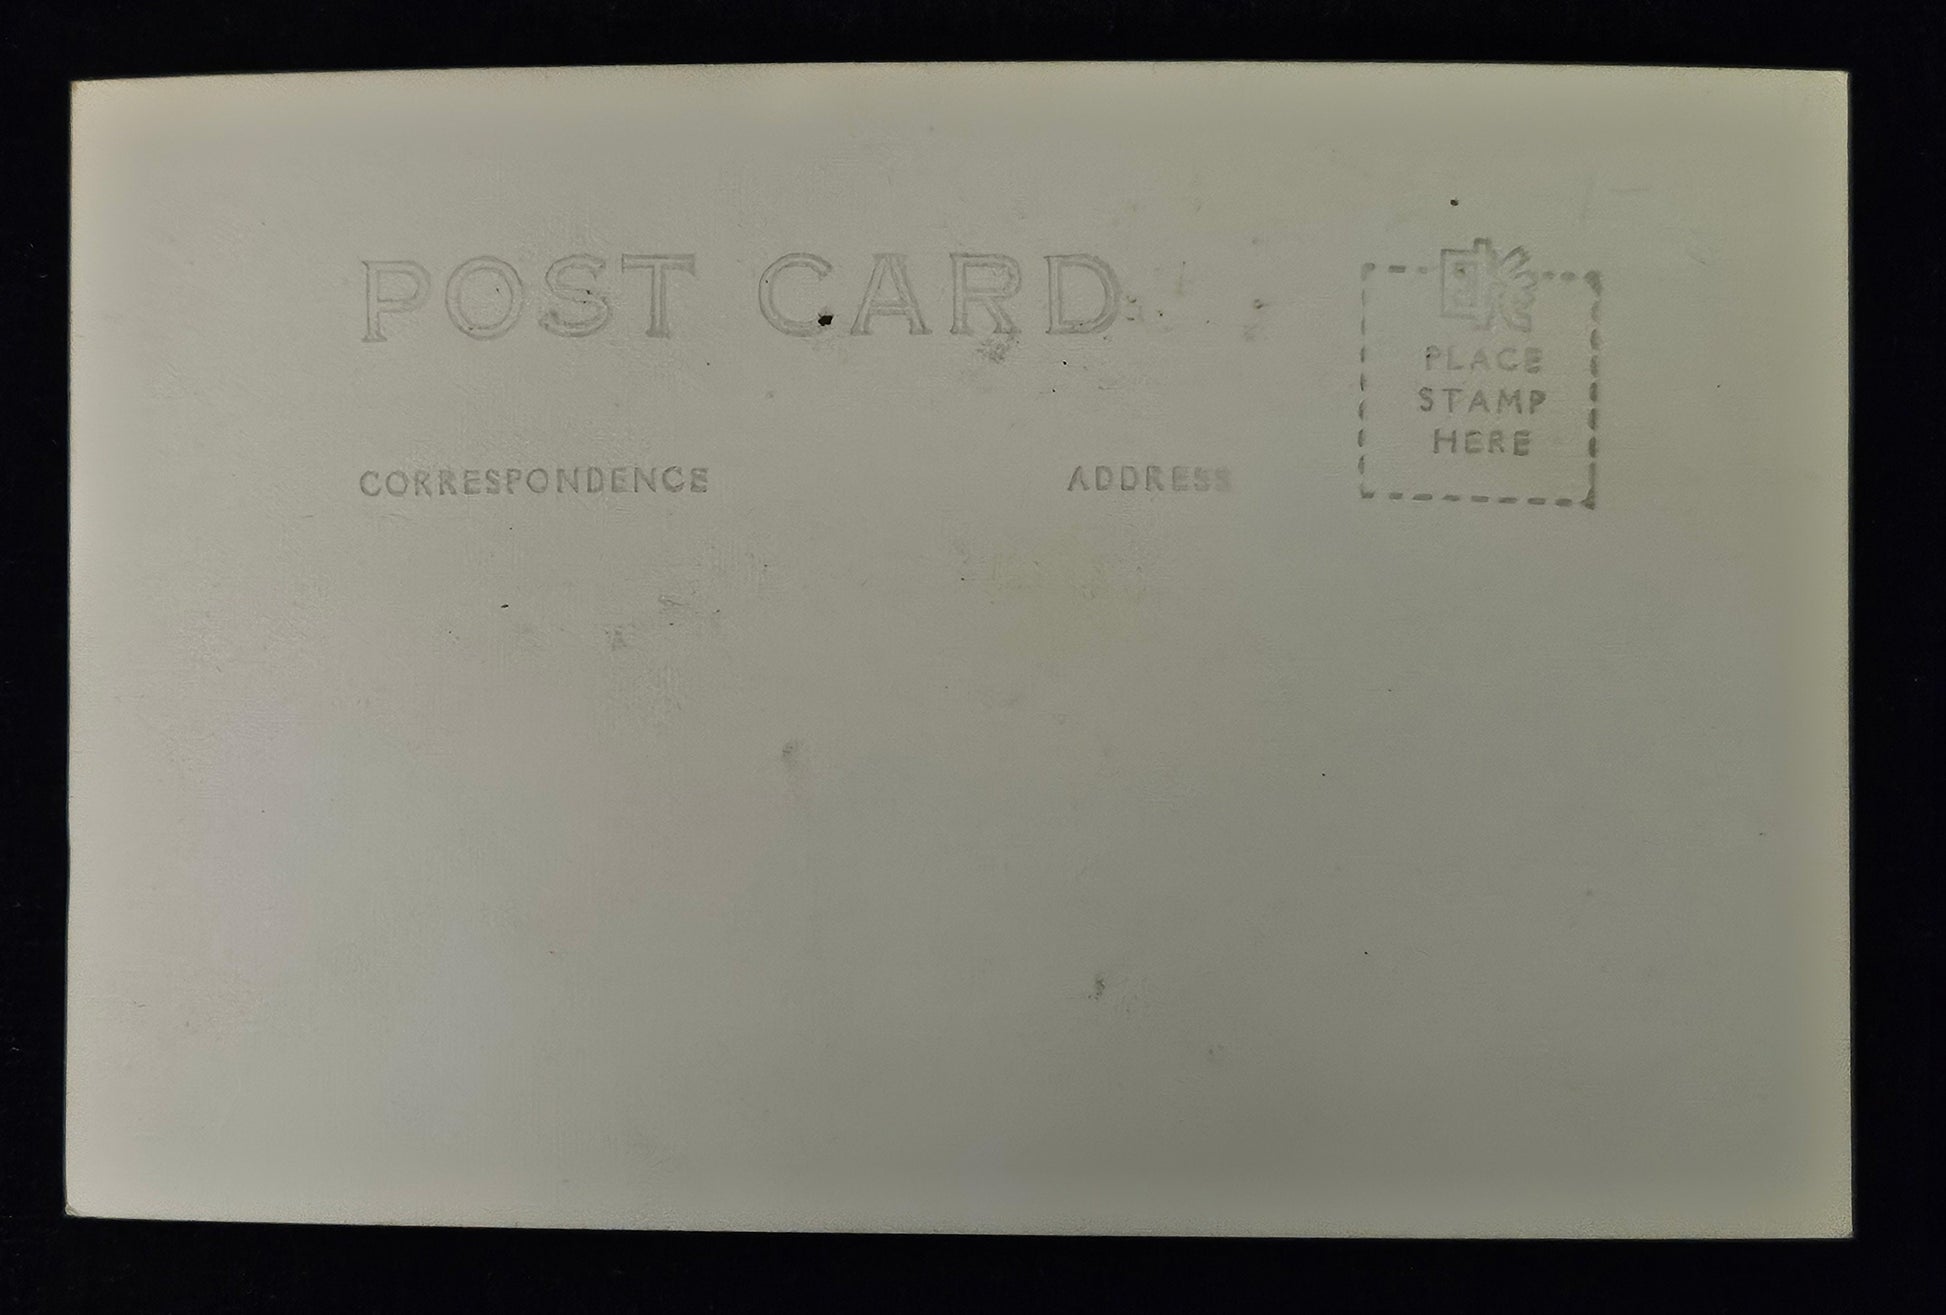 POST CARD
PLACE
STAMP
HERE
CORRESPONDENCE
ADDRESS